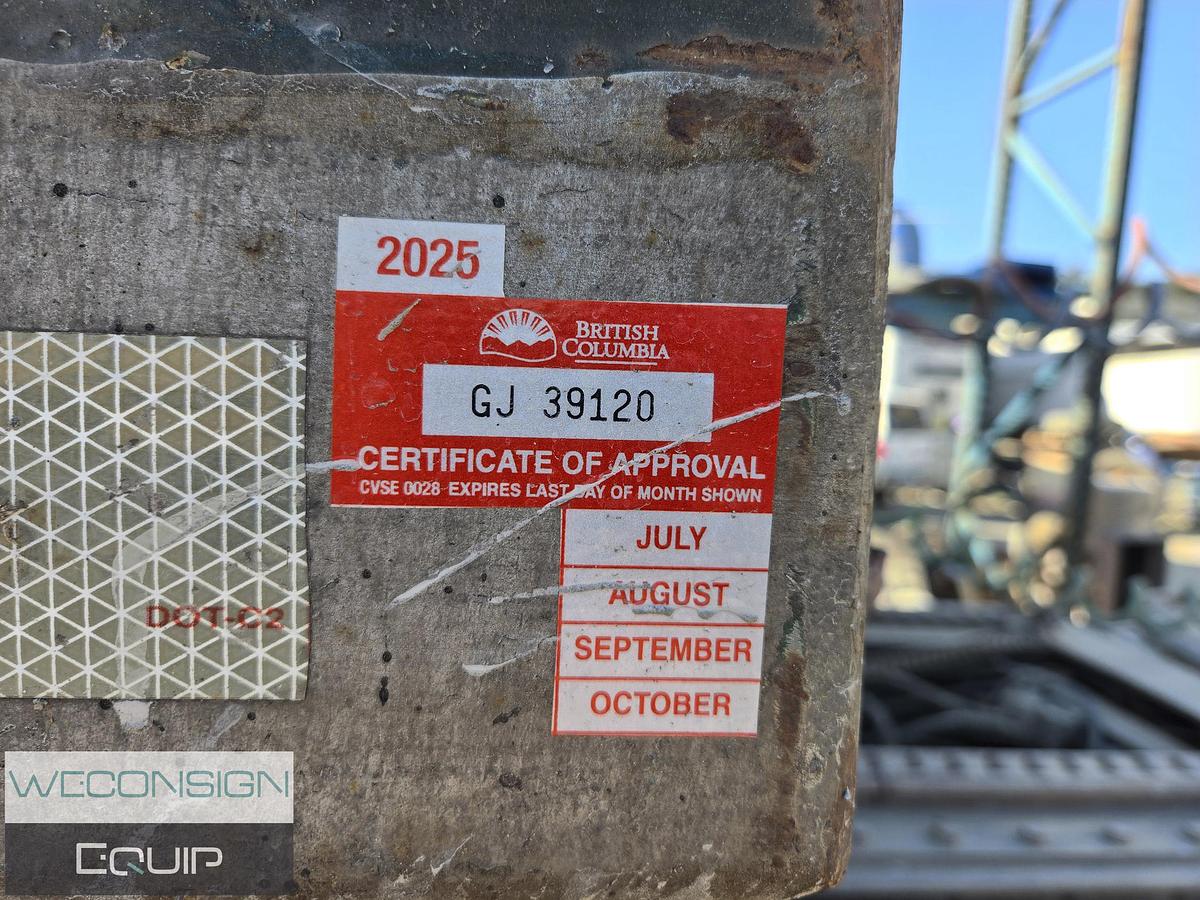 2025
BRITISH
COLUMBIA
GJ 39120
CERTIFICATE OF APPROVAL
CVSE 0028 EXPIRES LAST DAY OF MONTH SHOWN
JULY
AUGUST
SEPTEMBER
OCTOBER
DOT-C2
WECONSIGN
EQUIP